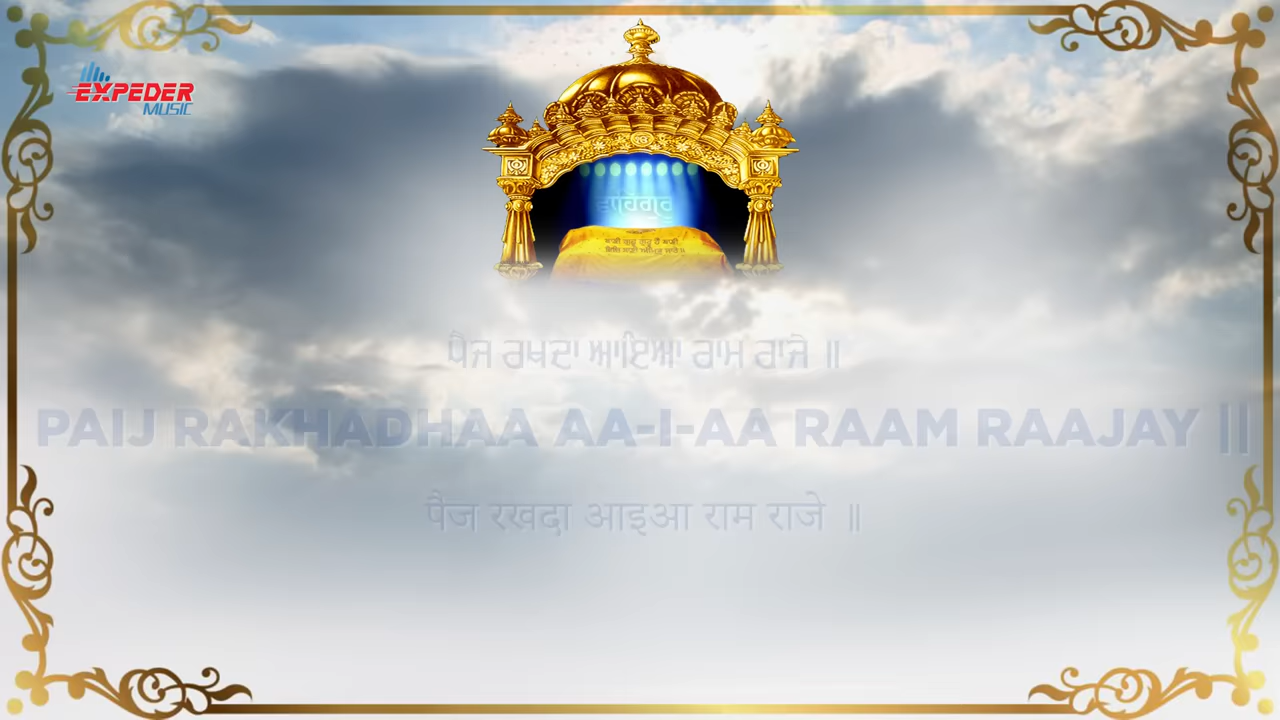 EXPEDER
MUSIC
ਵਾਹਿਗੁਰੂ
ਬਾਣੀ ਗੁਰੂ ਗੁਰੂ ਹੈ ਬਾਣੀ
ਵਿਚਿ ਬਾਣੀ ਅੰਮ੍ਰਿਤੁ ਸਾਰੇ ॥
ਪੈਜ ਰਖਦਾ ਆਇਆ ਰਾਮ ਰਾਜੇ ॥
PAIJ RAKHADHAA AA-I-AA RAAM RAAJAY ||
पैज रखदा आइआ राम राजे ॥